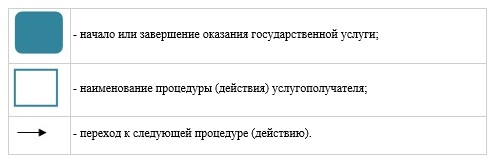 - начало или завершение оказания государственной услуги;
- наименование процедуры (действия) услугополучателя;
- переход к следующей процедуре (действию).